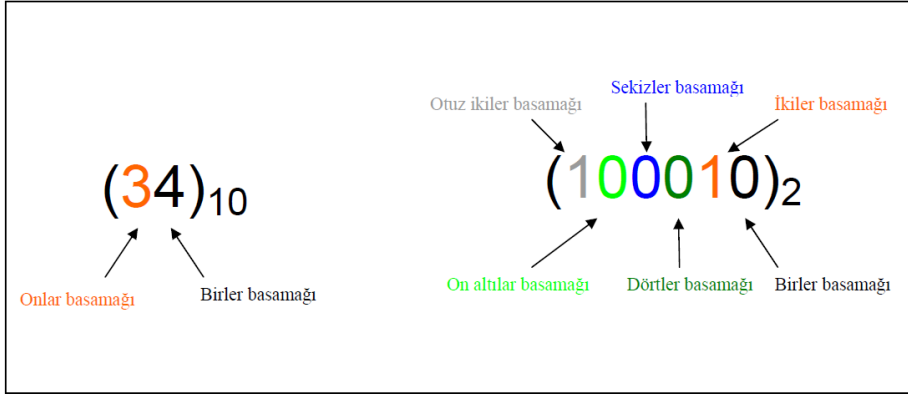 Sekizler basamağı
Otuz ikiler basamağı
İkiler basamağı
(34)10
(100010)2
Onlar basamağı
Birler basamağı
On altılar basamağı
Dörtler basamağı
Birler basamağı